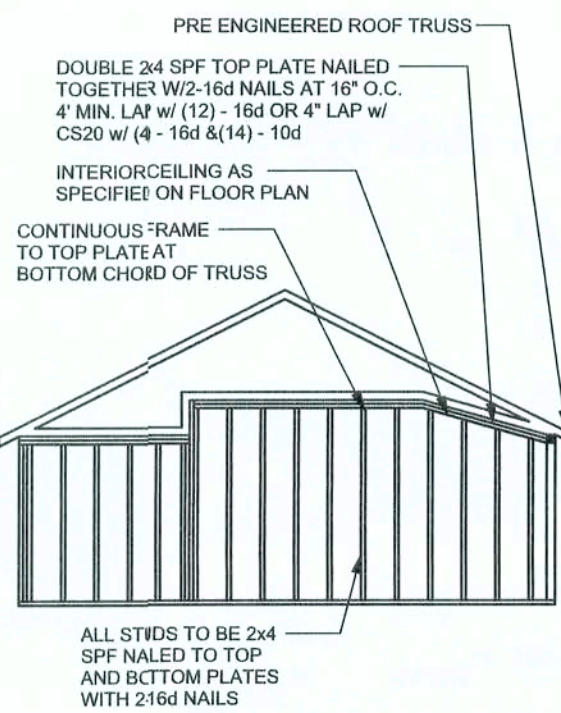 PRE ENGINEERED ROOF TRUSS
DOUBLE 2x4 SPF TOP PLATE NAILED
TOGETHER W/2-16d NAILS AT 16" O.C.
4' MIN. LAP w/ (12) - 16d OR 4" LAP w/
CS20 w/ (4) - 16d &(14) - 10d
INTERIORCEILING AS
SPECIFIED ON FLOOR PLAN
CONTINUOUS FRAME
TO TOP PLATE AT
BOTTOM CHORD OF TRUSS
ALL STUDS TO BE 2x4
SPF NALED TO TOP
AND BOTTOM PLATES
WITH 2-16d NAILS